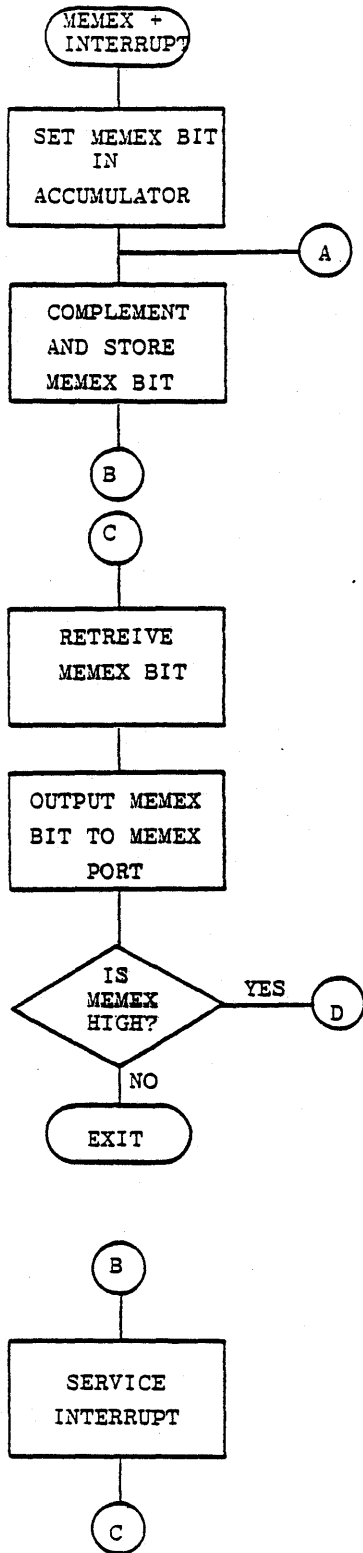 MEMEX +
INTERRUPT
SET MEMEX BIT
IN
ACCUMULATOR
A
COMPLEMENT
AND STORE
MEMEX BIT
B
C
RETREIVE
MEMEX BIT
OUTPUT MEMEX
BIT TO MEMEX
PORT
IS
MEMEX
HIGH?
YES
D
NO
EXIT
B
SERVICE
INTERRUPT
C